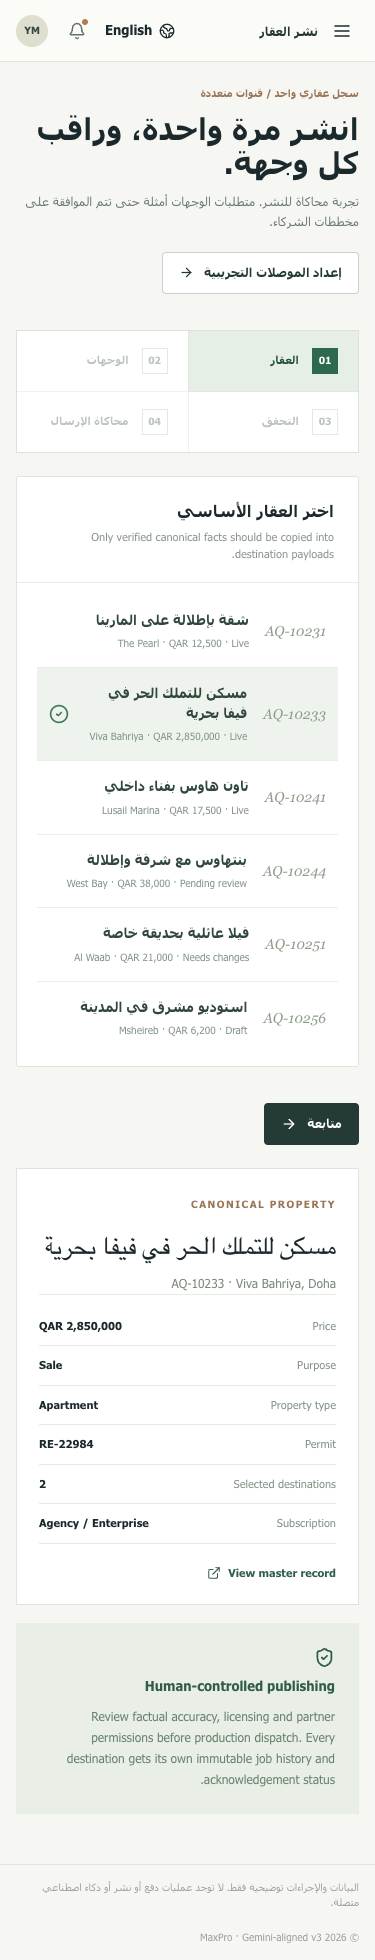 نشر العقار
English
YM
سجل عقاري واحد / قنوات متعددة
انشر مرة واحدة، وراقب
كل وجهة.
تجربة محاكاة للنشر. متطلبات الوجهات أمثلة حتى تتم الموافقة على
مخططات الشركاء.
إعداد الموصلات التجريبية
01 العقار
02 الوجهات
03 التحقق
04 محاكاة الإرسال
اختر العقار الأساسي
Only verified canonical facts should be copied into
destination payloads.
AQ-10231
شقة بإطلالة على المارينا
The Pearl · QAR 12,500 · Live
AQ-10233
مسكن للتملك الحر في
فيفا بحرية
Viva Bahriya · QAR 2,850,000 · Live
AQ-10241
تاون هاوس بفناء داخلي
Lusail Marina · QAR 17,500 · Live
AQ-10244
بنتهاوس مع شرفة وإطلالة
West Bay · QAR 38,000 · Pending review
AQ-10251
فيلا عائلية بحديقة خاصة
Al Waab · QAR 21,000 · Needs changes
AQ-10256
استوديو مشرق في المدينة
Msheireb · QAR 6,200 · Draft
متابعة
CANONICAL PROPERTY
مسكن للتملك الحر في فيفا بحرية
AQ-10233 · Viva Bahriya, Doha
Price QAR 2,850,000
Purpose Sale
Property type Apartment
Permit RE-22984
Selected destinations 2
Subscription Agency / Enterprise
View master record
Human-controlled publishing
Review factual accuracy, licensing and partner
permissions before production dispatch. Every
destination gets its own immutable job history and
acknowledgement status.
البيانات والإجراءات توضيحية فقط. لا توجد عمليات دفع أو نشر أو ذكاء اصطناعي
متصلة.
© 2026 MaxPro · Gemini-aligned v3